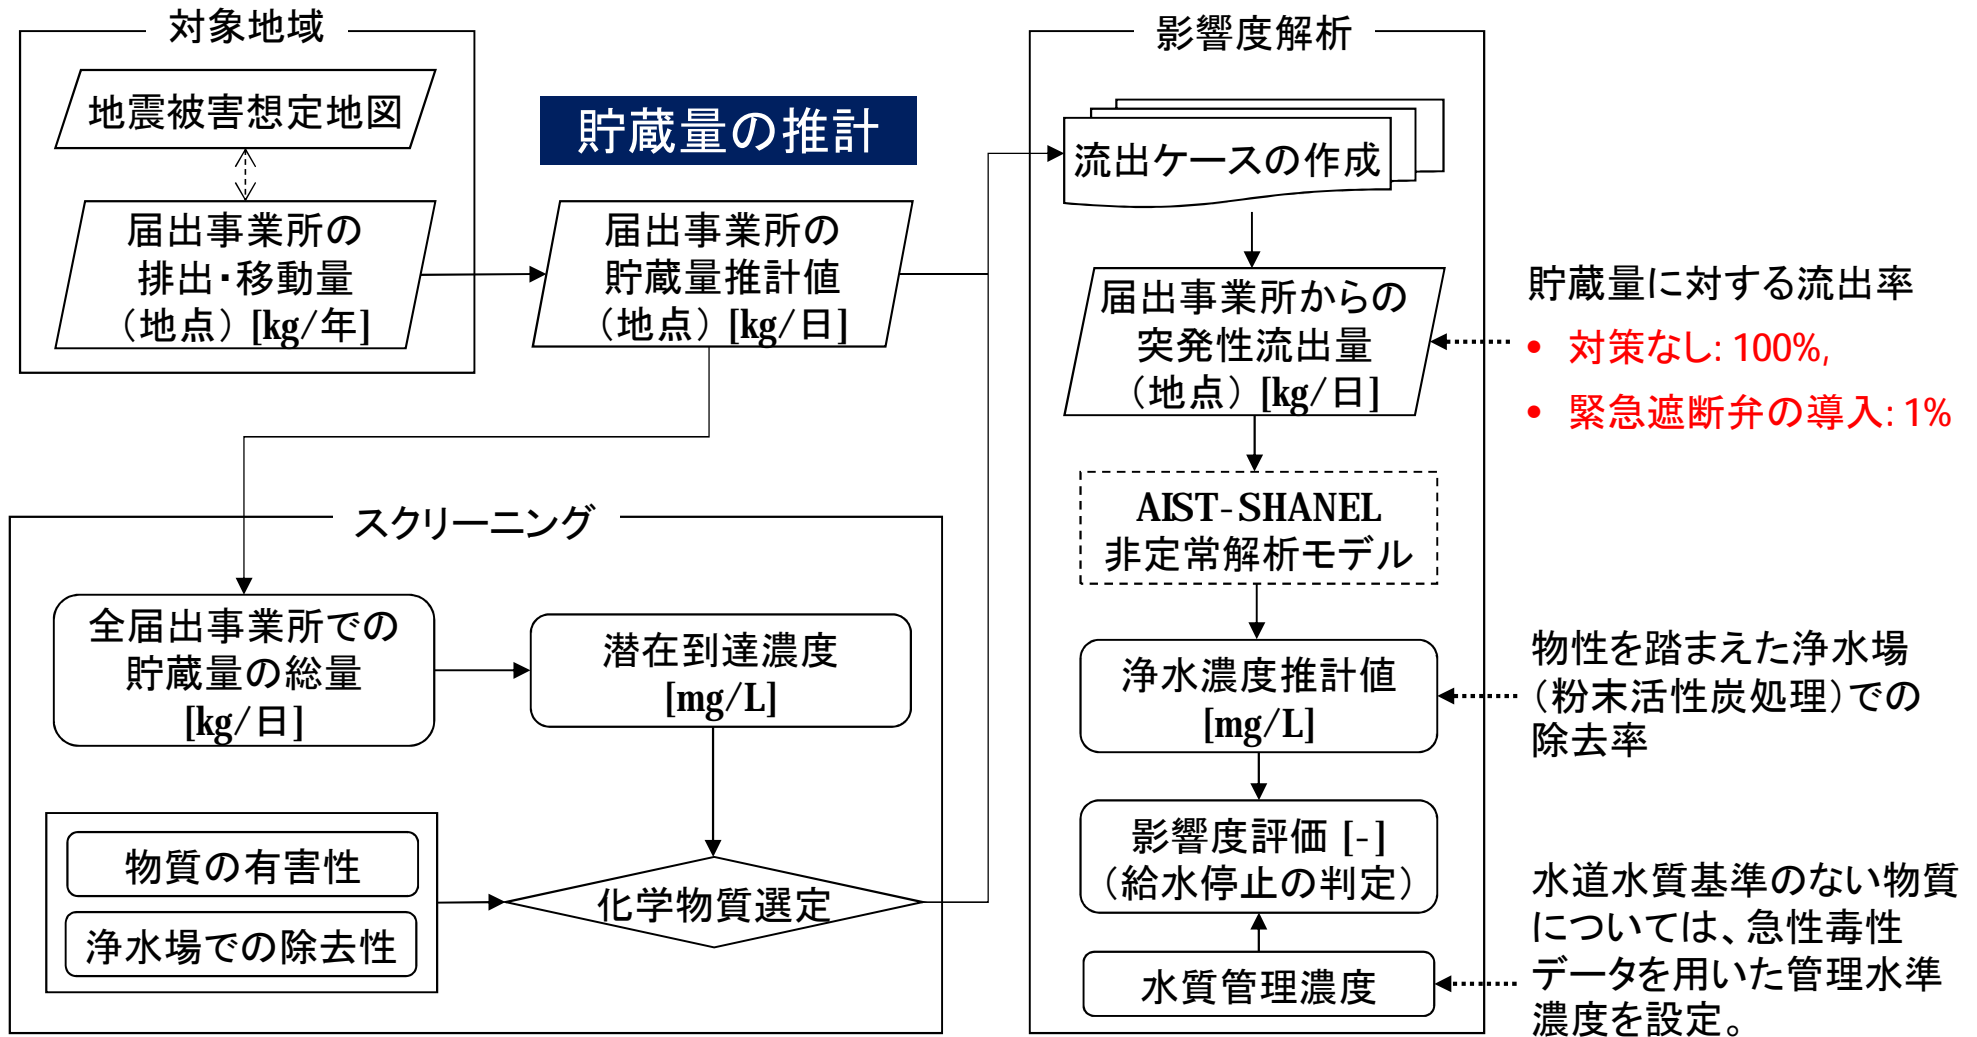 対象地域
地震被害想定地図
届出事業所の
排出・移動量
（地点）[kg/年]
貯蔵量の推計
届出事業所の
貯蔵量推計値
（地点）[kg/日]
スクリーニング
全届出事業所での
貯蔵量の総量
[kg/日]
潜在到達濃度
[mg/L]
物質の有害性
浄水場での除去性
化学物質選定
影響度解析
流出ケースの作成
届出事業所からの
突発性流出量
（地点）[kg/日]
AIST-SHANEL
非定常解析モデル
浄水濃度推計値
[mg/L]
影響度評価 [-]
（給水停止の判定）
水質管理濃度
貯蔵量に対する流出率
• 対策なし: 100%,
• 緊急遮断弁の導入: 1%
物性を踏まえた浄水場
（粉末活性炭処理）での
除去率
水道水質基準のない物質
については、急性毒性
データを用いた管理水準
濃度を設定。